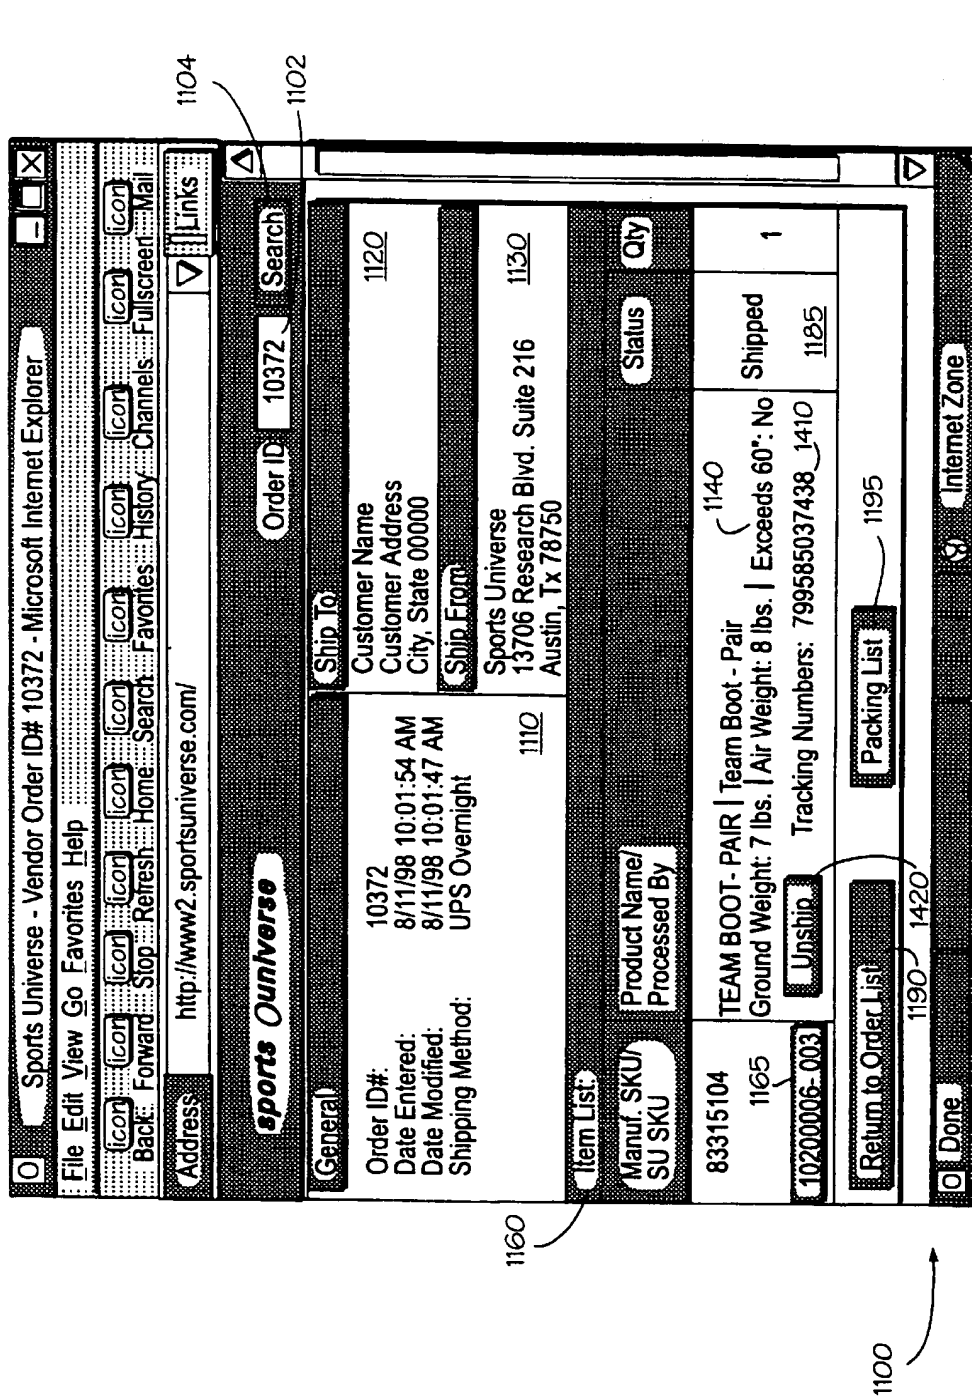 1104
1102
Sports Universe - Vendor Order ID# 10372 - Microsoft Internet Explorer
File Edit View Go Favorites Help
icon icon icon icon icon icon icon icon icon icon icon
Back Forward Stop Refresh Home Search Favorites History Channels Fullscreen Mail
Address http://www2.sportsuniverse.com/ Links
sports Ouniverse Order ID 10372 Search
General
Order ID#: 10372
Date Entered: 8/11/98 10:01:54 AM
Date Modified: 8/11/98 10:01:47 AM
Shipping Method: UPS Overnight
1110
Ship To
Customer Name
Customer Address
City, State 00000
1120
Ship From
Sports Universe
13706 Research Blvd. Suite 216
Austin, Tx 78750
1130
1160
Item List:
Manuf. SKU/
SU SKU
Product Name/
Processed By
Status
Qty
83315104
1165
10200006-003
TEAM BOOT- PAIR | Team Boot - Pair
1140
Ground Weight: 7 lbs. | Air Weight: 8 lbs. | Exceeds 60": No
Unship Tracking Numbers: 799585037438 1410
Shipped
1185
1
Return to Order List
Packing List
1195
1190
1420
Done Internet Zone
1100